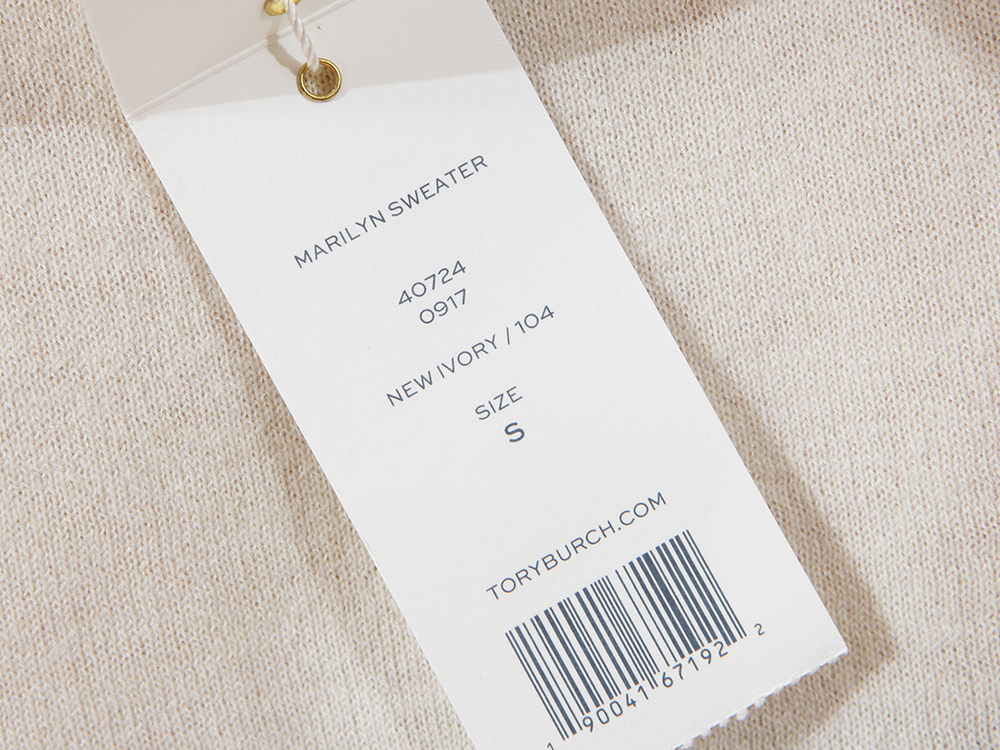 MARILYN SWEATER
40724
0917
NEW IVORY / 104
SIZE
S
TORYBURCH.COM
1 90041 67192 2